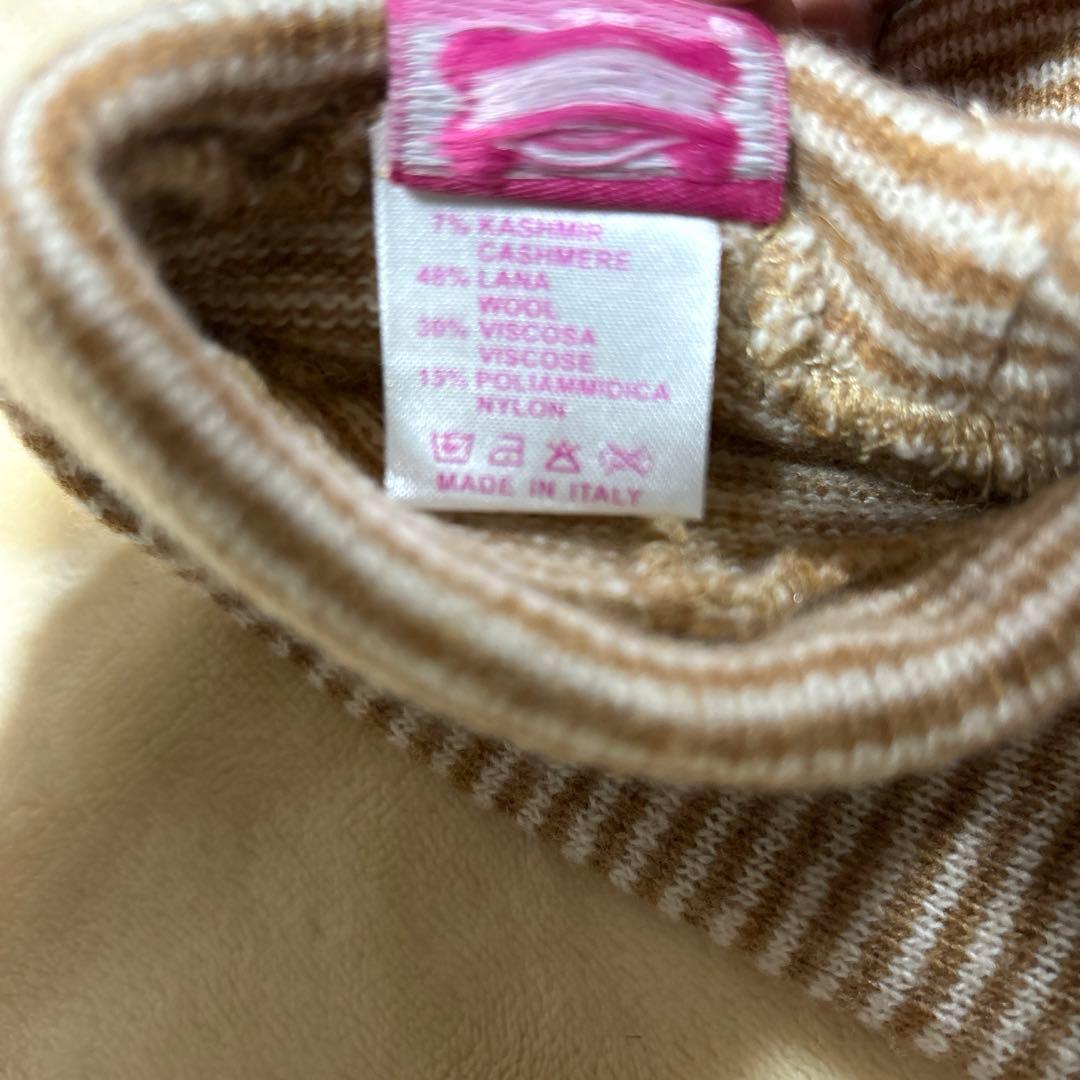 7% KASHMIR
CASHMERE
48% LANA
WOOL
30% VISCOSA
VISCOSE
15% POLIAMMIDICA
NYLON
MADE IN ITALY